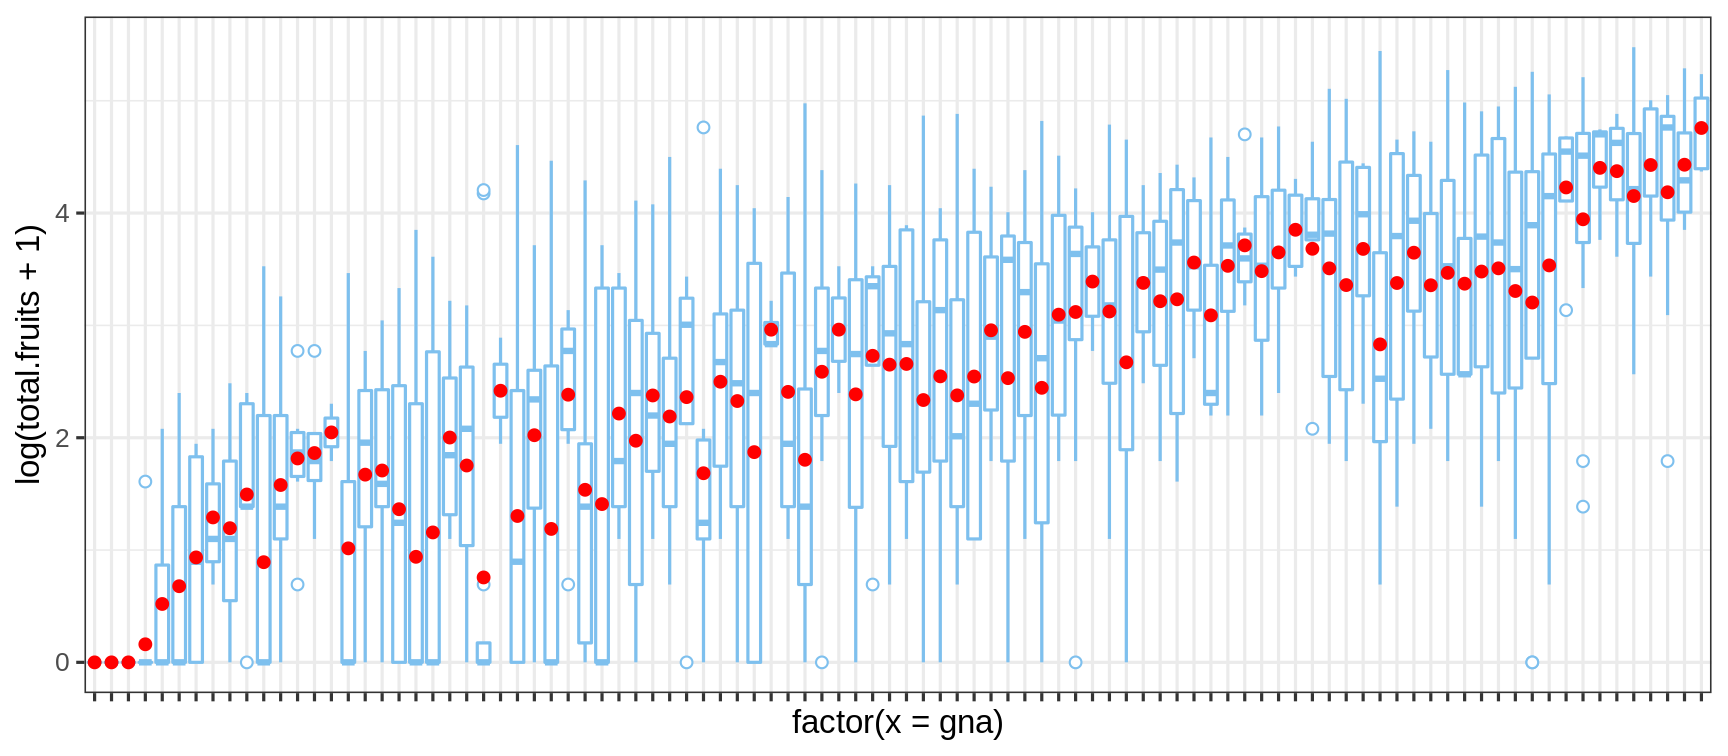 log(total.fruits + 1)
4
2
0
factor(x = gna)